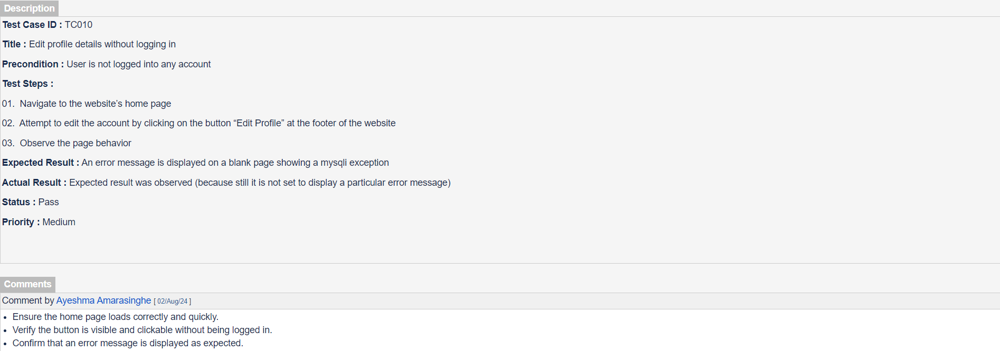 Description
Test Case ID : TC010
Title : Edit profile details without logging in
Precondition : User is not logged into any account
Test Steps :
01.  Navigate to the website’s home page
02.  Attempt to edit the account by clicking on the button “Edit Profile” at the footer of the website
03.  Observe the page behavior
Expected Result : An error message is displayed on a blank page showing a mysqli exception
Actual Result : Expected result was observed (because still it is not set to display a particular error message)
Status : Pass
Priority : Medium
Comments
Comment by Ayeshma Amarasinghe [ 02/Aug/24 ]
• Ensure the home page loads correctly and quickly.
• Verify the button is visible and clickable without being logged in.
• Confirm that an error message is displayed as expected.